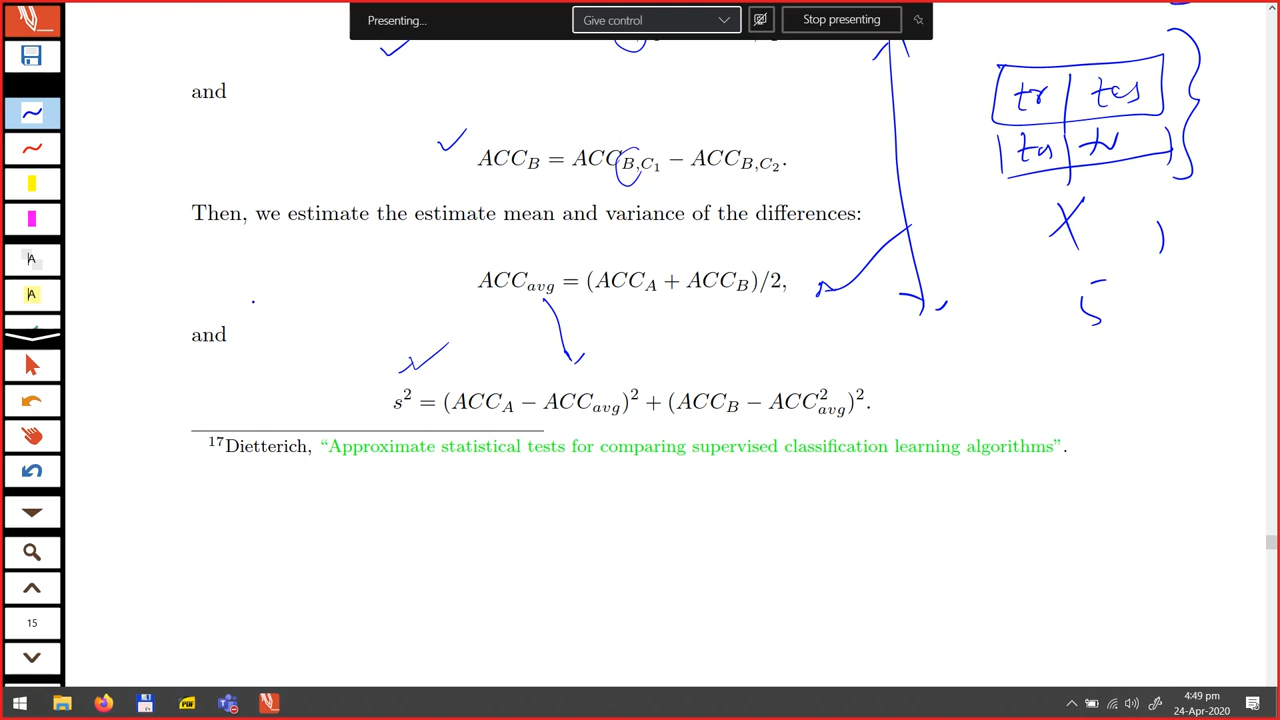 Presenting...
Give control
Stop presenting
and
ACC_B = ACC_{B,C_1} − ACC_{B,C_2}.
Then, we estimate the estimate mean and variance of the differences:
ACC_{avg} = (ACC_A + ACC_B)/2,
and
s^2 = (ACC_A − ACC_{avg})^2 + (ACC_B − ACC^2_{avg})^2.
^{17}Dietterich, “Approximate statistical tests for comparing supervised classification learning algorithms”.
tr
X
5
A
A
15
PDF
4:49 pm
24-Apr-2020